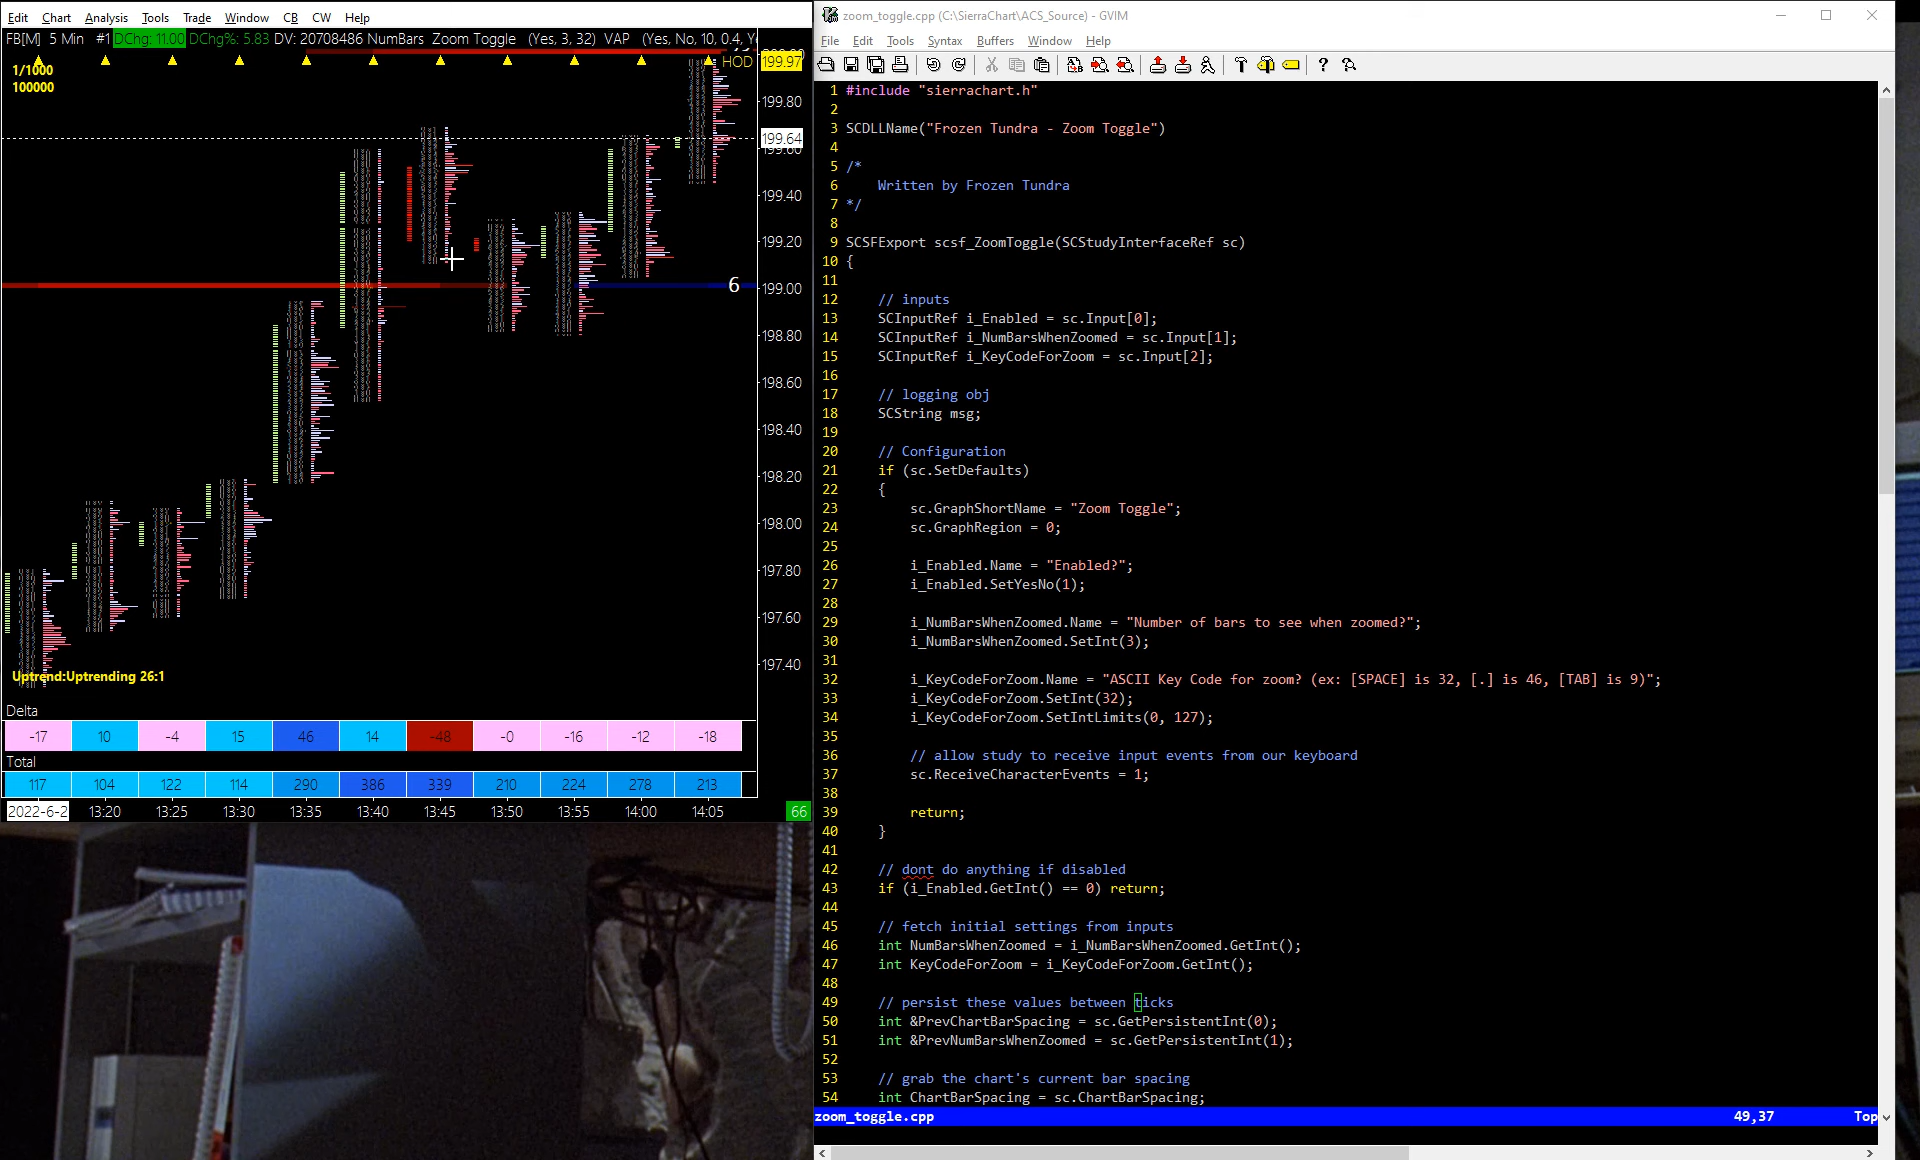 Edit Chart Analysis Tools Trade Window CB CW Help
FB[M] 5 Min #1 DChg: 11.00 DChg%: 5.83 DV: 20708486 NumBars Zoom Toggle (Yes, 3, 32) VAP (Yes, No, 10, 0.4, Y
HOD 199.97
1/1000
100000
199.80
199.64
199.60
199.40
199.20
6
199.00
198.80
198.60
198.40
198.20
198.00
197.80
197.60
197.40
Uptrend:Uptrending 26:1
Delta
-17 10 -4 15 46 14 -48 -0 -16 -12 -18
Total
117 104 122 114 290 386 339 210 224 278 213
2022-6-2 13:20 13:25 13:30 13:35 13:40 13:45 13:50 13:55 14:00 14:05 66
zoom_toggle.cpp (C:\SierraChart\ACS_Source) - GVIM
File Edit Tools Syntax Buffers Window Help
1 #include "sierrachart.h"
2
3 SCDLLName("Frozen Tundra - Zoom Toggle")
4
5 /*
6 Written by Frozen Tundra
7 */
8
9 SCSFExport scsf_ZoomToggle(SCStudyInterfaceRef sc)
10 {
11
12 // inputs
13 SCInputRef i_Enabled = sc.Input[0];
14 SCInputRef i_NumBarsWhenZoomed = sc.Input[1];
15 SCInputRef i_KeyCodeForZoom = sc.Input[2];
16
17 // logging obj
18 SCString msg;
19
20 // Configuration
21 if (sc.SetDefaults)
22 {
23 sc.GraphShortName = "Zoom Toggle";
24 sc.GraphRegion = 0;
25
26 i_Enabled.Name = "Enabled?";
27 i_Enabled.SetYesNo(1);
28
29 i_NumBarsWhenZoomed.Name = "Number of bars to see when zoomed?";
30 i_NumBarsWhenZoomed.SetInt(3);
31
32 i_KeyCodeForZoom.Name = "ASCII Key Code for zoom? (ex: [SPACE] is 32, [.] is 46, [TAB] is 9)";
33 i_KeyCodeForZoom.SetInt(32);
34 i_KeyCodeForZoom.SetIntLimits(0, 127);
35
36 // allow study to receive input events from our keyboard
37 sc.ReceiveCharacterEvents = 1;
38
39 return;
40 }
41
42 // dont do anything if disabled
43 if (i_Enabled.GetInt() == 0) return;
44
45 // fetch initial settings from inputs
46 int NumBarsWhenZoomed = i_NumBarsWhenZoomed.GetInt();
47 int KeyCodeForZoom = i_KeyCodeForZoom.GetInt();
48
49 // persist these values between ticks
50 int &PrevChartBarSpacing = sc.GetPersistentInt(0);
51 int &PrevNumBarsWhenZoomed = sc.GetPersistentInt(1);
52
53 // grab the chart's current bar spacing
54 int ChartBarSpacing = sc.ChartBarSpacing;
zoom_toggle.cpp 49,37 Top